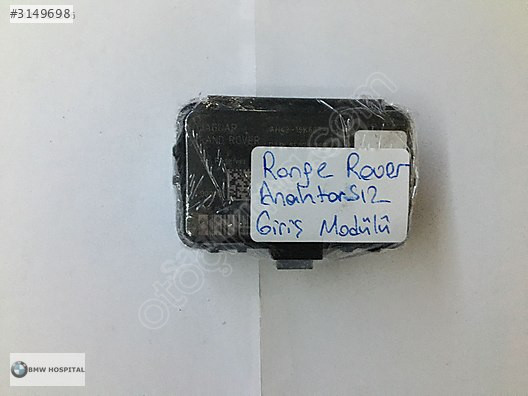 #3149698
JAGUAR
LAND ROVER
Range Rover
Anahtarsız
Giriş Modülü
BMW HOSPITAL